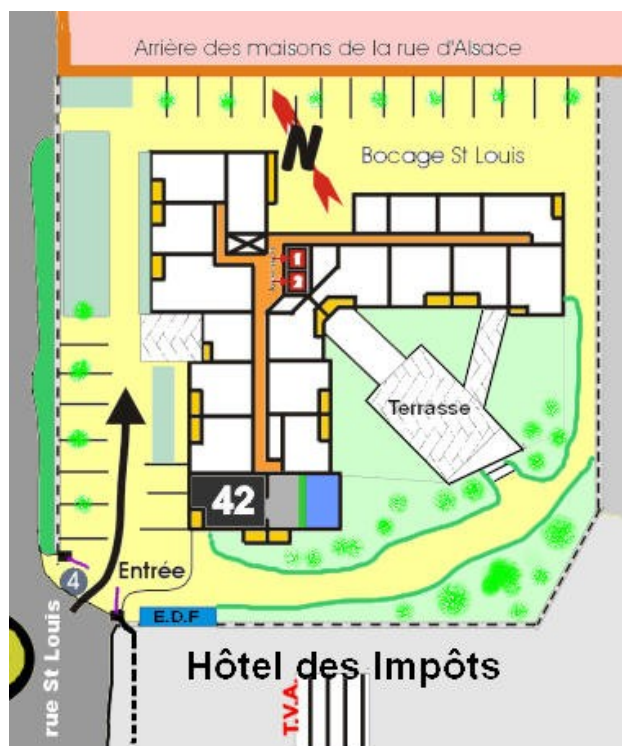 Arrière des maisons de la rue d'Alsace
N
Bocage St Louis
1
2
Terrasse
42
4
Entrée
E.D.F
rue St Louis
Hôtel des Impôts
T.V.A.